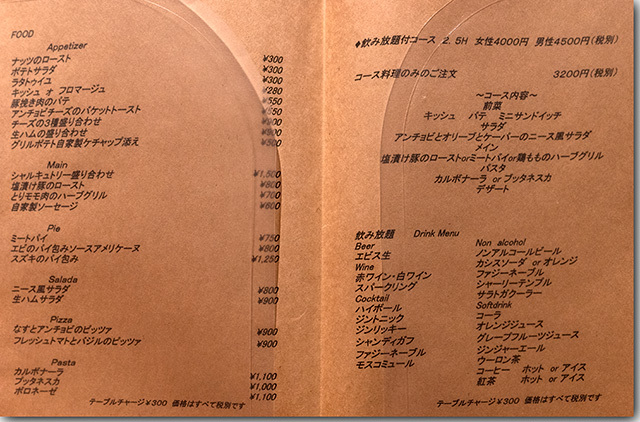 FOOD
Appetizer
ナッツのロースト ¥300
ポテトサラダ ¥300
ラタトゥイユ ¥300
キッシュ オ フロマージュ ¥280
豚挽き肉のパテ ¥550
アンチョビチーズのバケットトースト
チーズの3種盛り合わせ
生ハムの盛り合わせ ¥900
グリルポテト自家製ケチャップ添え ¥500
Main
シャルキュトリー盛り合わせ ¥1,800
塩漬け豚のロースト ¥800
とりモモ肉のハーブグリル ¥700
自家製ソーセージ ¥600
Pie
ミートパイ ¥750
エビのパイ包みソースアメリケーヌ ¥800
スズキのパイ包み ¥1,250
Salada
ニース風サラダ ¥800
生ハムサラダ ¥900
Pizza
なすとアンチョビのピッツァ ¥900
フレッシュトマトとバジルのピッツァ ¥900
Pasta
カルボナーラ ¥1,100
プッタネスカ ¥1,000
ボロネーゼ ¥1,100
テーブルチャージ¥300 価格はすべて税別です
♦飲み放題付コース 2.5H 女性4000円 男性4500円(税別)
コース料理のみのご注文 3200円(税別)
~コース内容~
前菜
キッシュ パテ ミニサンドイッチ
サラダ
アンチョビとオリーブとケーパーのニース風サラダ
メイン
塩漬け豚のローストorミートパイor鶏もものハーブグリル
パスタ
カルボナーラ or プッタネスカ
デザート
飲み放題 Drink Menu
Beer
エビス生
Wine
赤ワイン・白ワイン
スパークリング
Cocktail
ハイボール
ジントニック
ジンリッキー
シャンディガフ
ファジーネーブル
モスコミュール
Non alcohol
ノンアルコールビール
カシスソーダ or オレンジ
ファジーネーブル
シャーリーテンプル
サラトガクーラー
Softdrink
コーラ
オレンジジュース
グレープフルーツジュース
ジンジャーエール
ウーロン茶
コーヒー ホット or アイス
紅茶 ホット or アイス
テーブルチャージ¥300 価格はすべて税別です